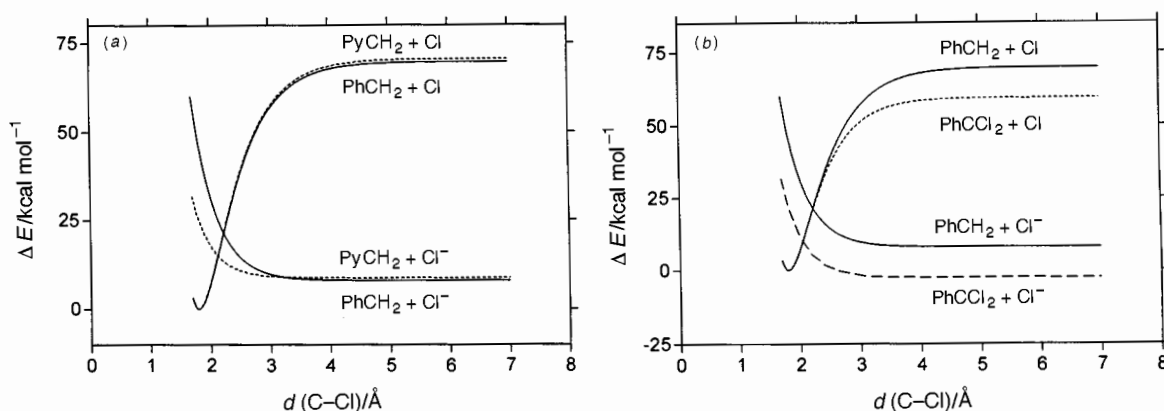 (a)
PyCH₂ + Cl
PhCH₂ + Cl
PyCH₂ + Cl⁻
PhCH₂ + Cl⁻
75
50
25
0
ΔE/kcal mol⁻¹
0 1 2 3 4 5 6 7 8
d (C–Cl)/Å
(b)
PhCH₂ + Cl
PhCCl₂ + Cl
PhCH₂ + Cl⁻
PhCCl₂ + Cl⁻
75
50
25
0
-25
ΔE/kcal mol⁻¹
0 1 2 3 4 5 6 7 8
d (C–Cl)/Å